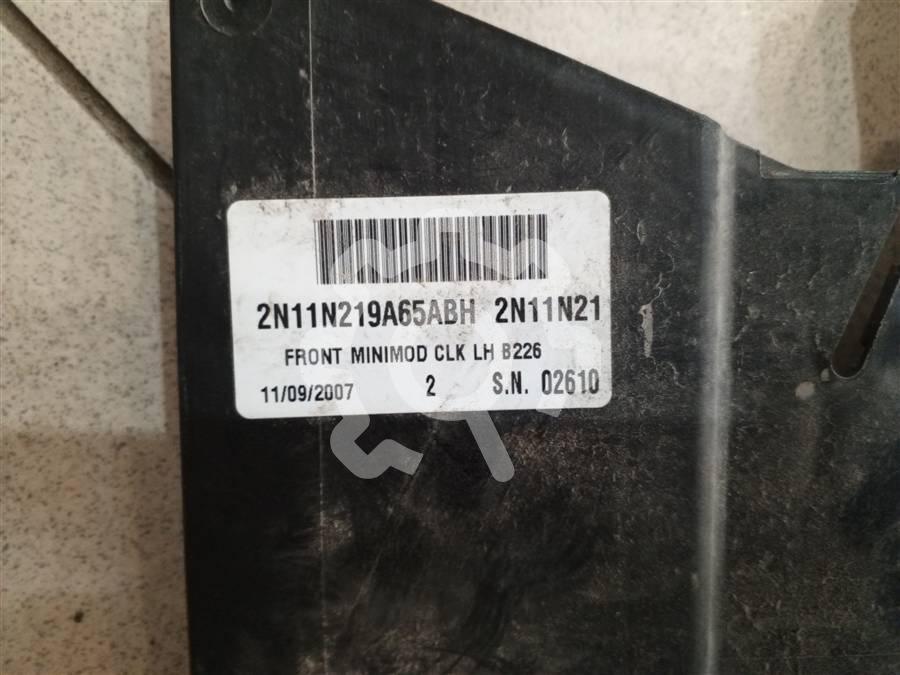 2N11N219A65ABH 2N11N21
FRONT MINIMOD CLK LH B226
11/09/2007 2 S.N. 02610